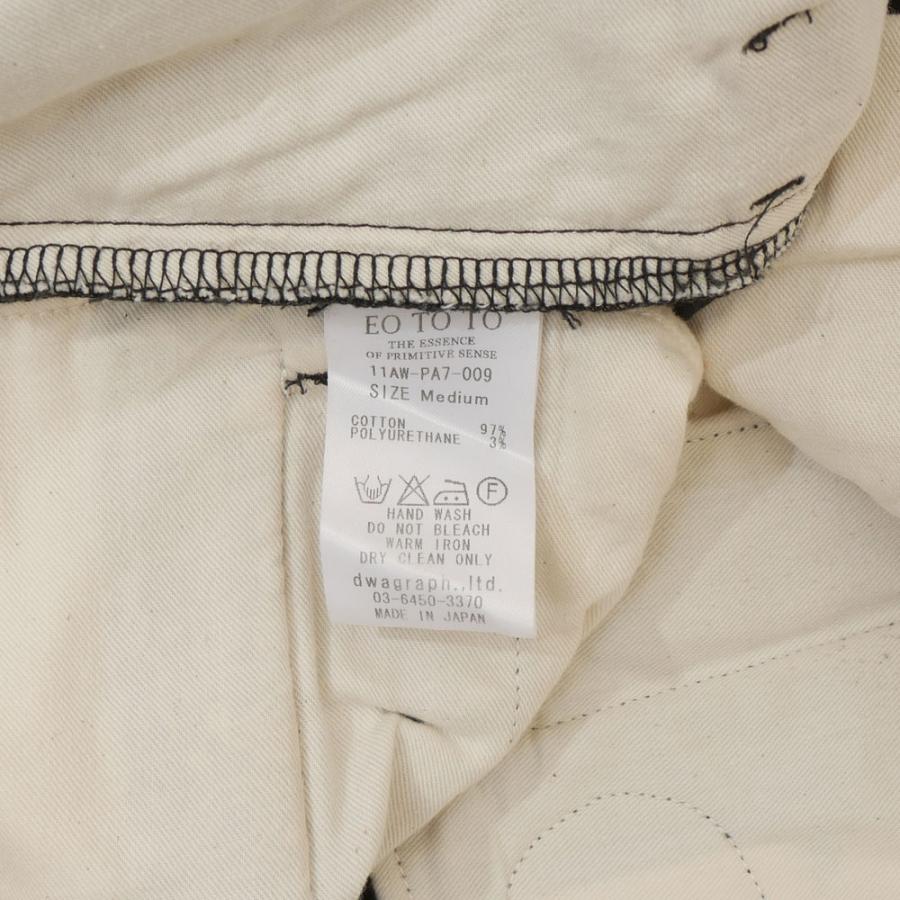 EO TO TO
THE ESSENCE
OF PRIMITIVE SENSE
11AW-PA7-009
SIZE Medium
COTTON 97%
POLYURETHANE 3%
F
HAND WASH
DO NOT BLEACH
WARM IRON
DRY CLEAN ONLY
dwagraph.,ltd.
03-6450-3370
MADE IN JAPAN